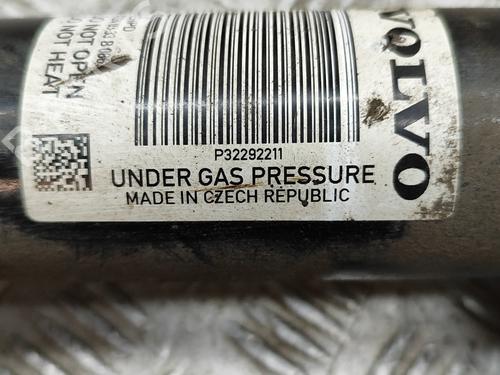 NOT OPEN
NOT HEAT
P32292211
UNDER GAS PRESSURE
MADE IN CZECH REPUBLIC
VOLVO